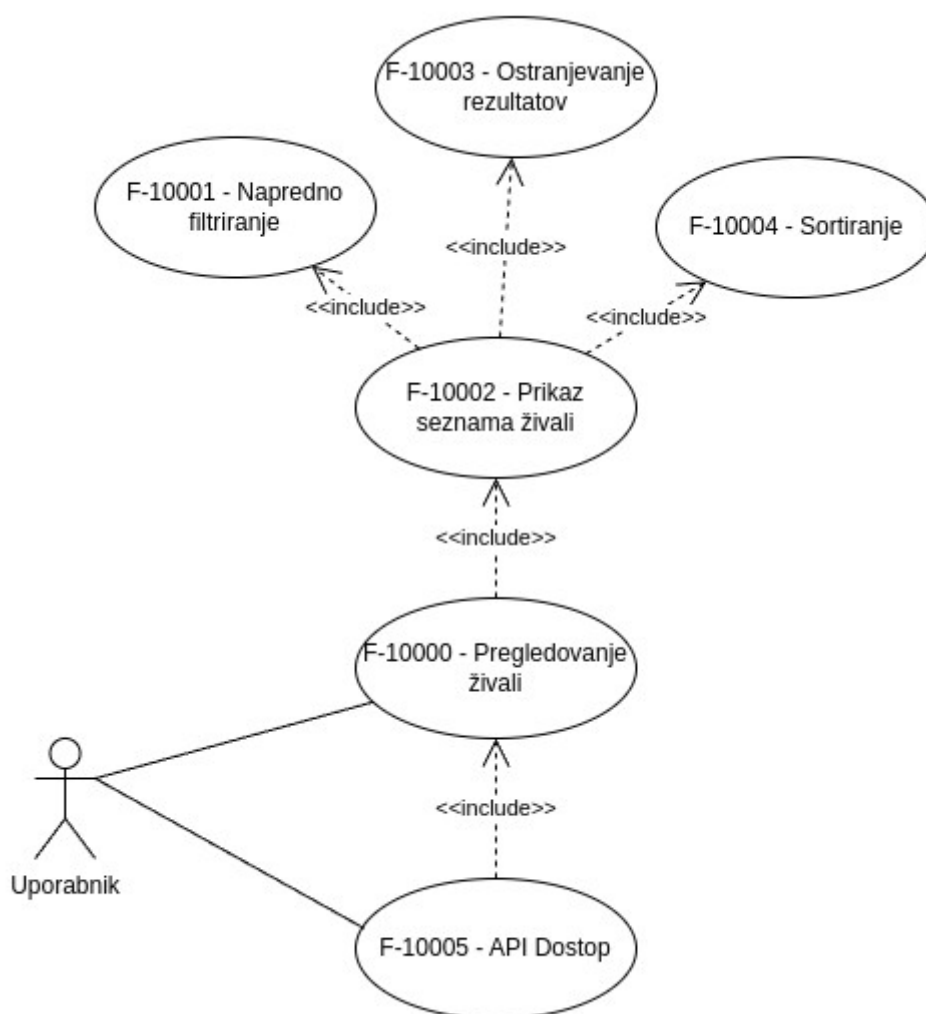 F-10003 - Ostranjevanje
rezultatov
F-10001 - Napredno
filtriranje
F-10004 - Sortiranje
<<include>>
<<include>>
<<include>>
F-10002 - Prikaz
seznama živali
<<include>>
F-10000 - Pregledovanje
živali
<<include>>
Uporabnik
F-10005 - API Dostop